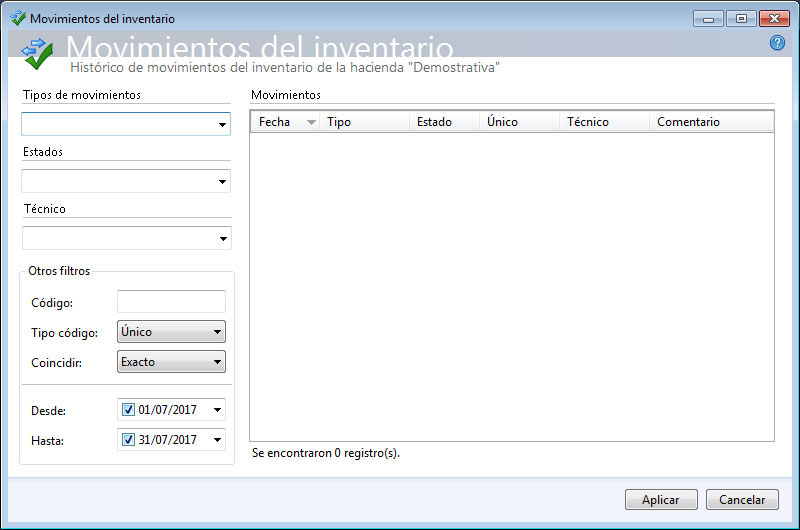 Movimientos del inventario
Movimientos del inventario
Histórico de movimientos del inventario de la hacienda "Demostrativa"
Tipos de movimientos
Estados
Técnico
Otros filtros
Código:
Tipo código: Único
Coincidir: Exacto
Desde: 01/07/2017
Hasta: 31/07/2017
Movimientos
Fecha Tipo Estado Único Técnico Comentario
Se encontraron 0 registro(s).
Aplicar Cancelar